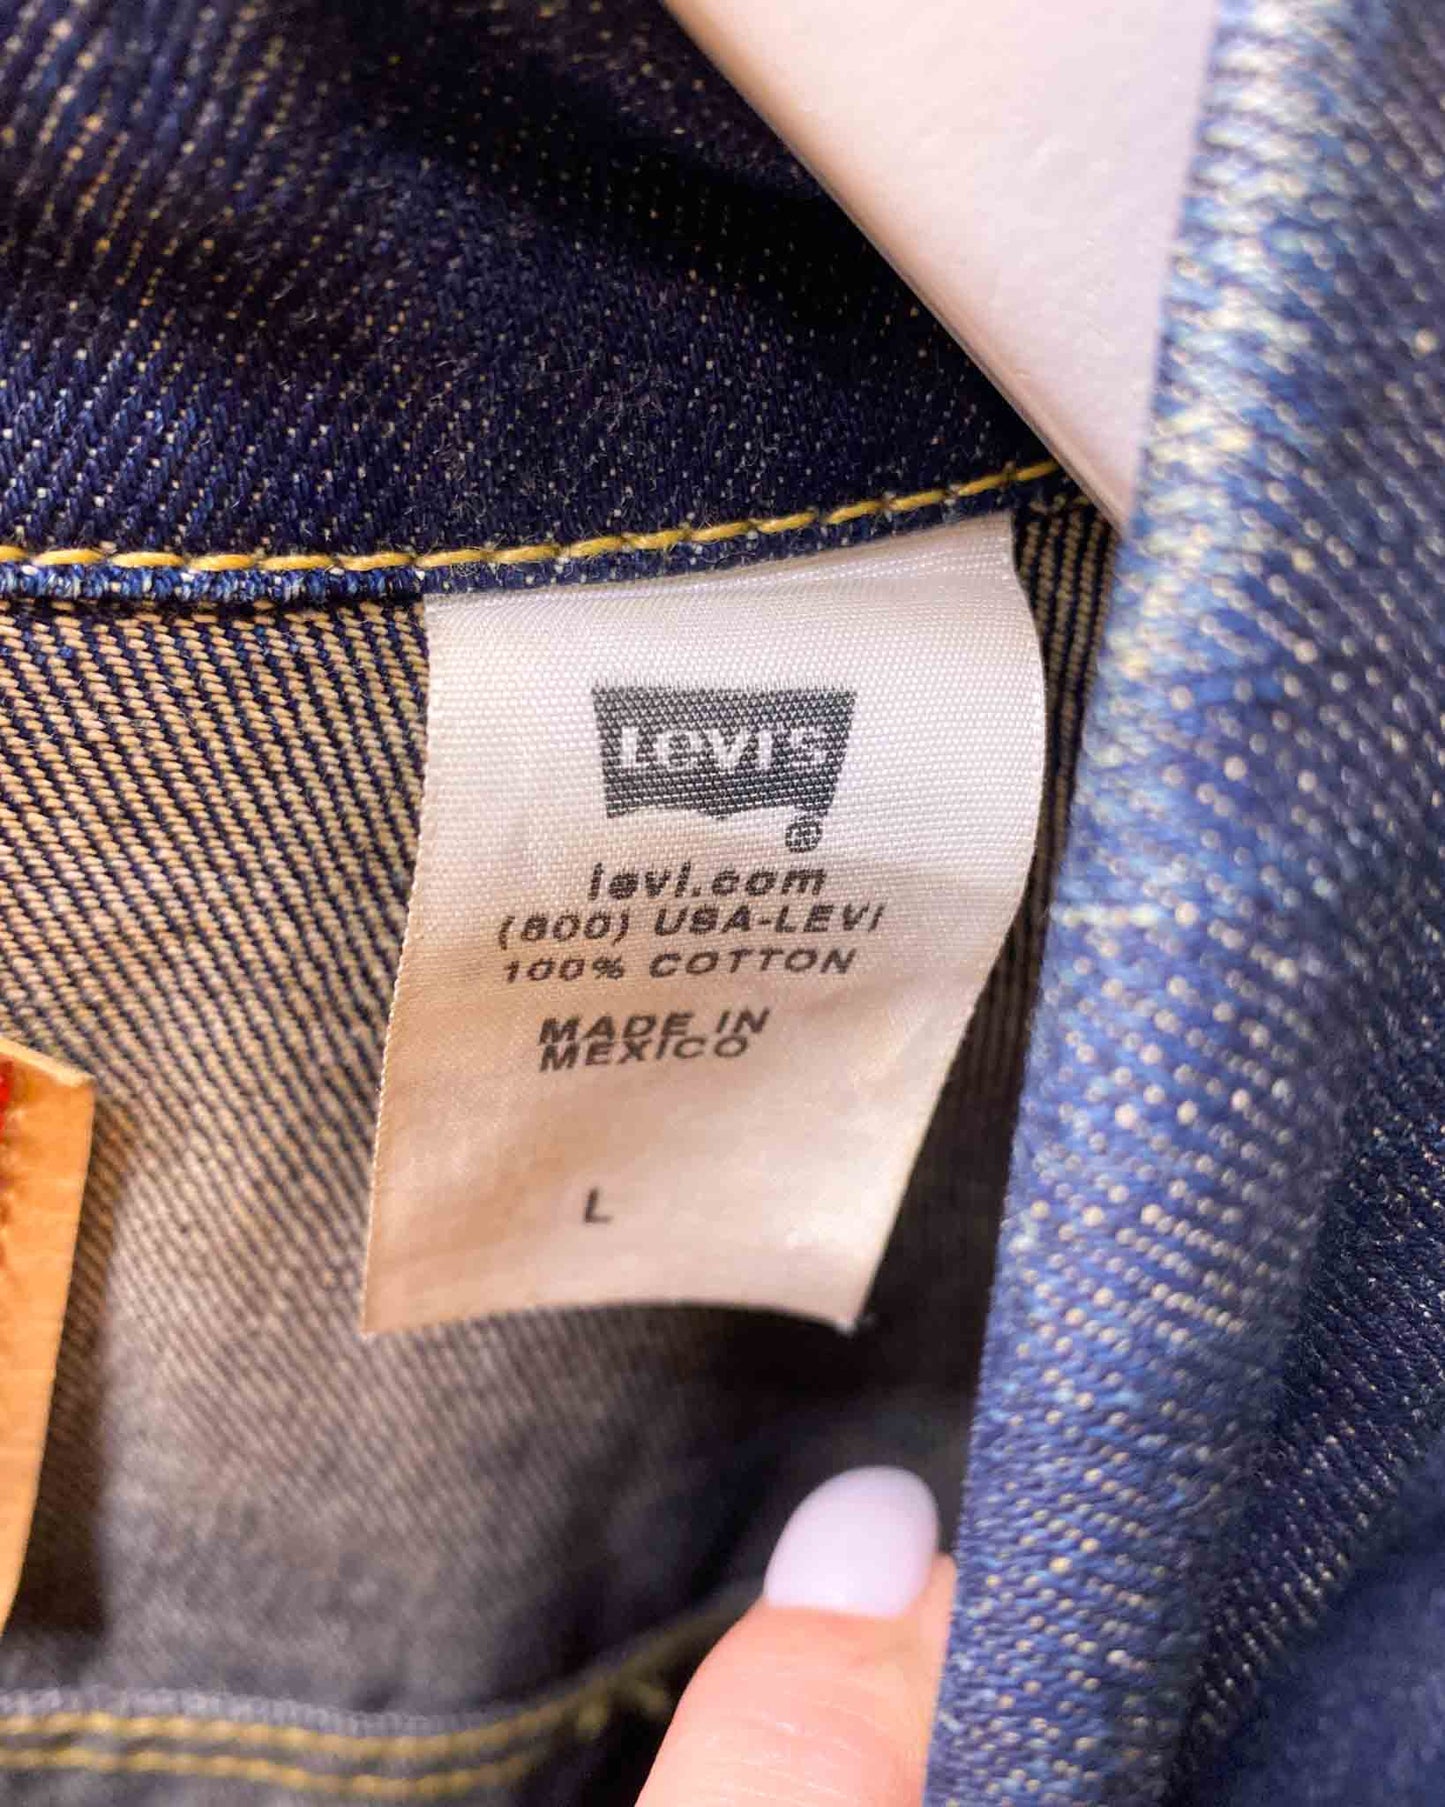 Levi's
®
levi.com
(800) USA-LEVI
100% COTTON
MADE IN
MEXICO
L